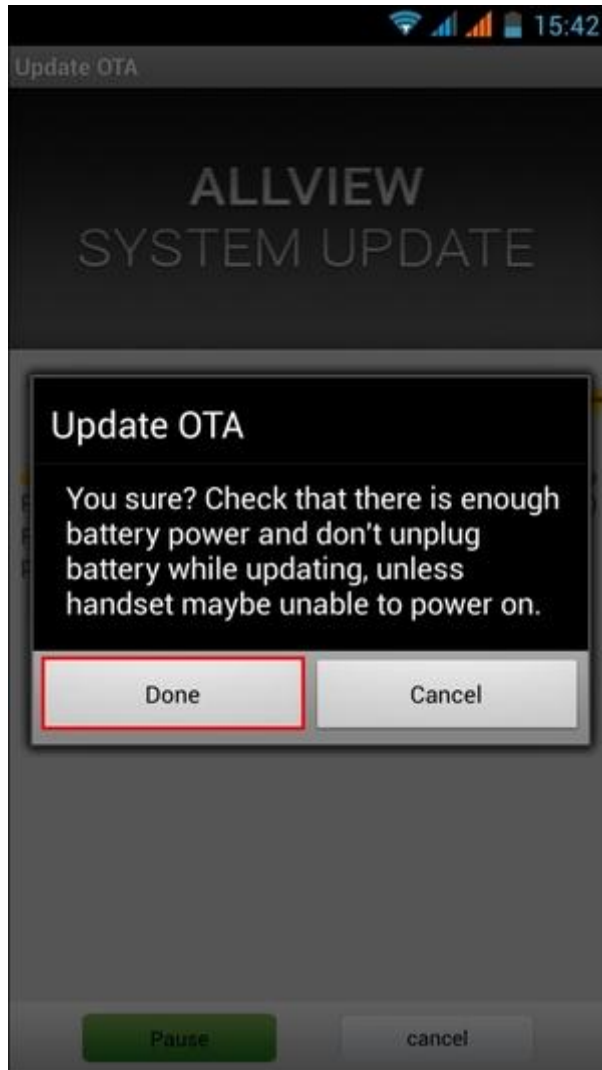 15:42
Update OTA
ALLVIEW
SYSTEM UPDATE
Update OTA
You sure? Check that there is enough
battery power and don't unplug
battery while updating, unless
handset maybe unable to power on.
Done
Cancel
Pause
cancel